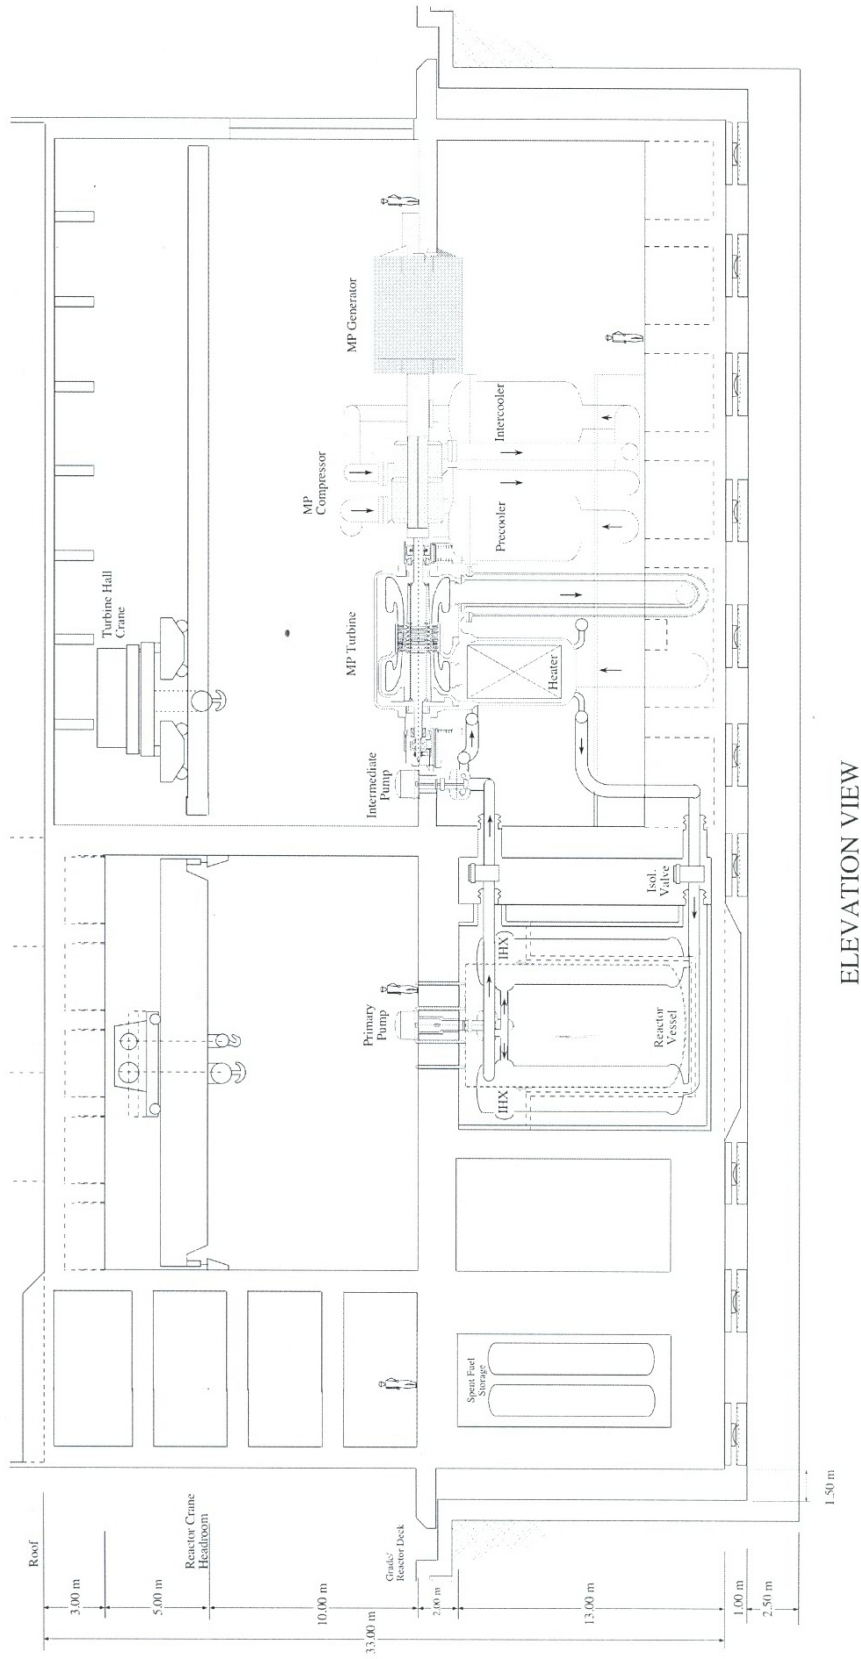 Roof
3.00 m
5.00 m
Reactor Crane
Headroom
10.00 m
33.00 m
Grade/
Reactor Deck
2.00 m
13.00 m
1.00 m
2.50 m
1.50 m
Spent Fuel
Storage
Primary
Pump
(IHX)
(IHX)
Reactor
Vessel
Isol.
Valve
Turbine Hall
Crane
Intermediate
Pump
MP Turbine
Heater
MP
Compressor
Precooler
Intercooler
MP Generator
ELEVATION VIEW